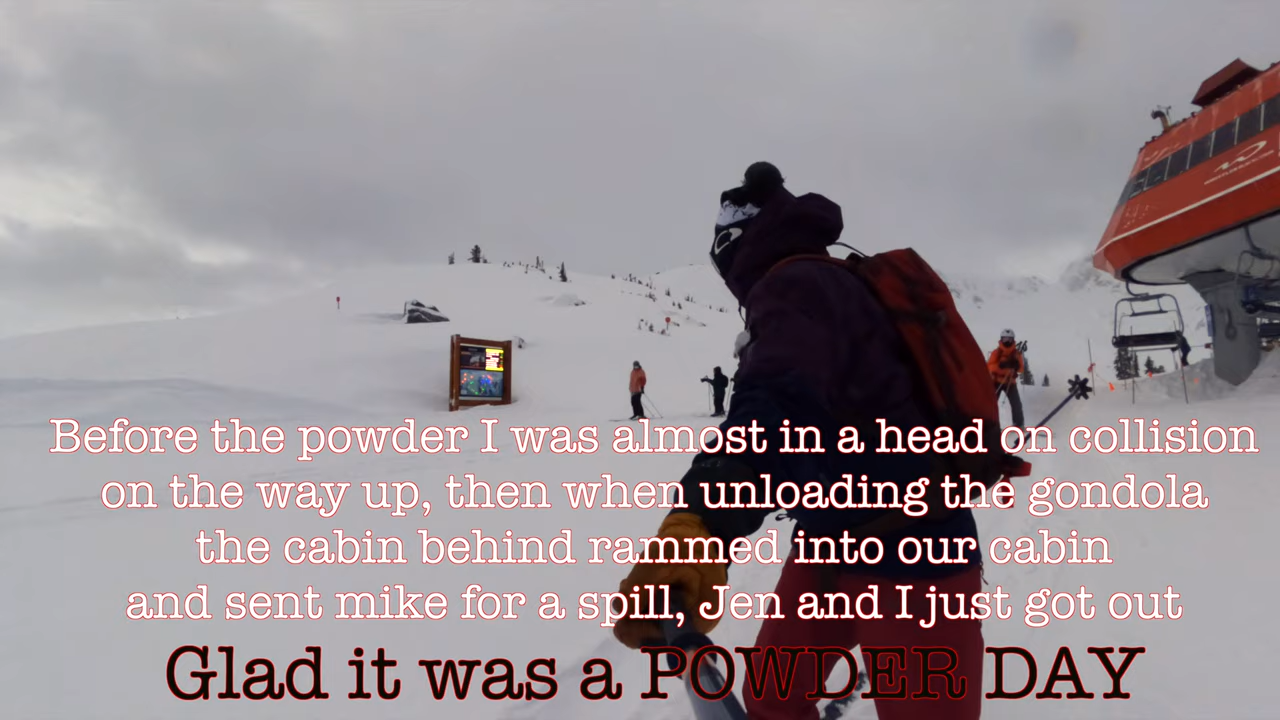 Before the powder I was almost in a head on collision
on the way up, then when unloading the gondola
the cabin behind rammed into our cabin
and sent mike for a spill, Jen and I just got out
Glad it was a POWDER DAY